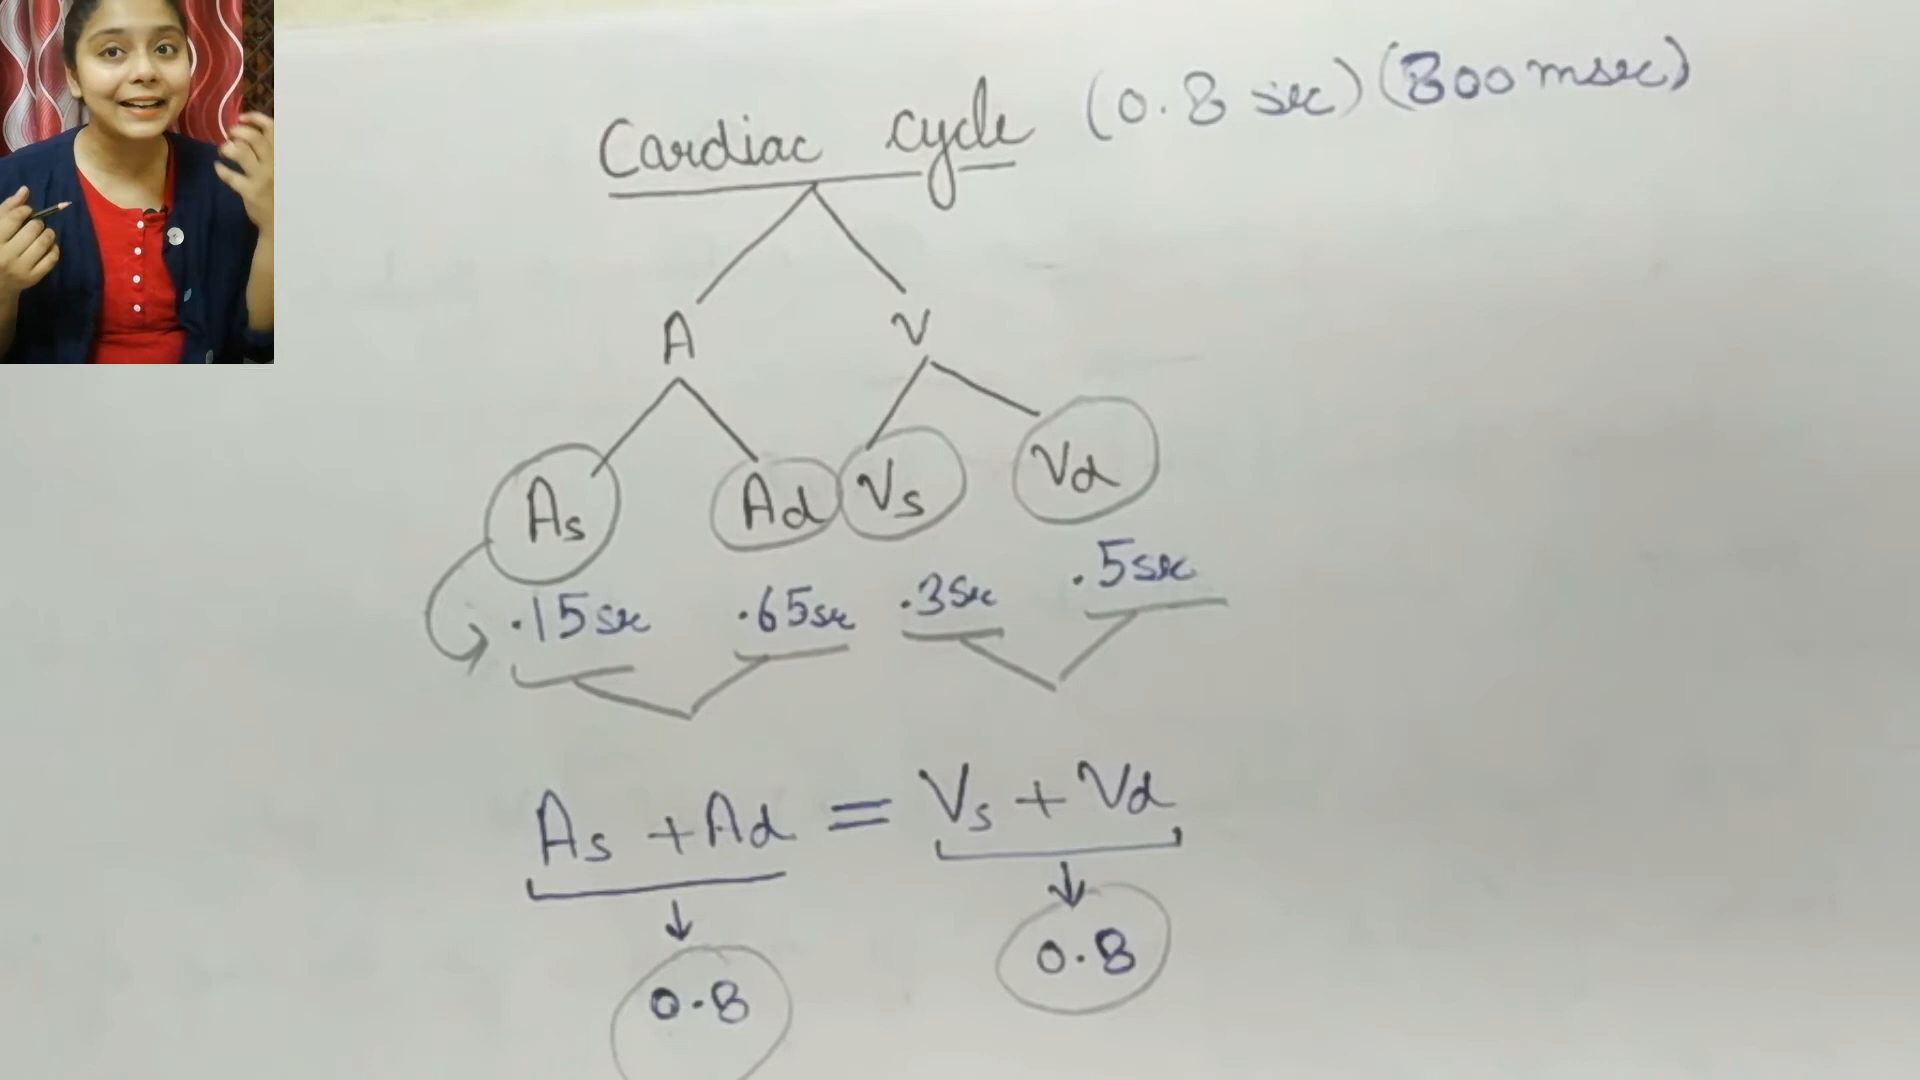 Cardiac cycle (0.8 sec) (800 msec)
A V
As Ad Vs Vd
.15 sec .65 sec .3 sec .5 sec
As + Ad = Vs + Vd
0.8 0.8